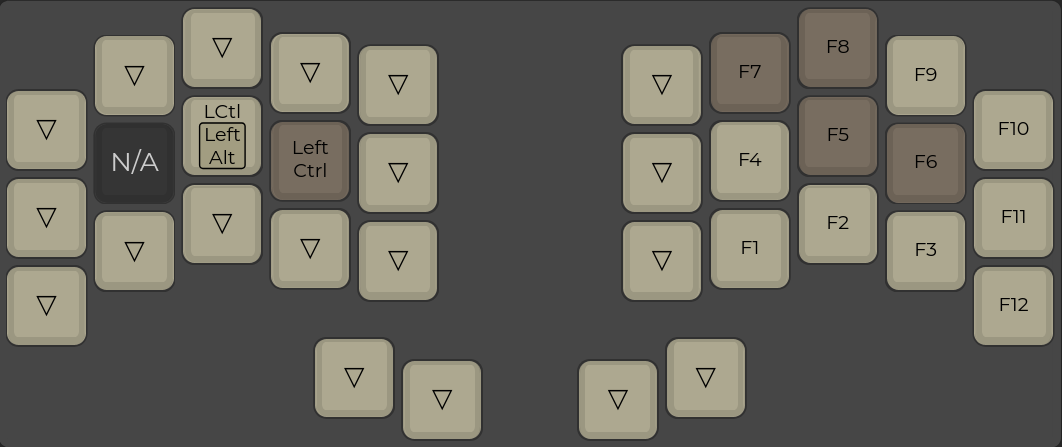 ▽ ▽ ▽ ▽ ▽ ▽ F7 F8 F9 F10
▽ N/A LCtl
Left
Alt
Left
Ctrl
▽ ▽ F4 F5 F6 F11
▽ ▽ ▽ ▽ ▽ ▽ F1 F2 F3 F12
▽ ▽ ▽ ▽